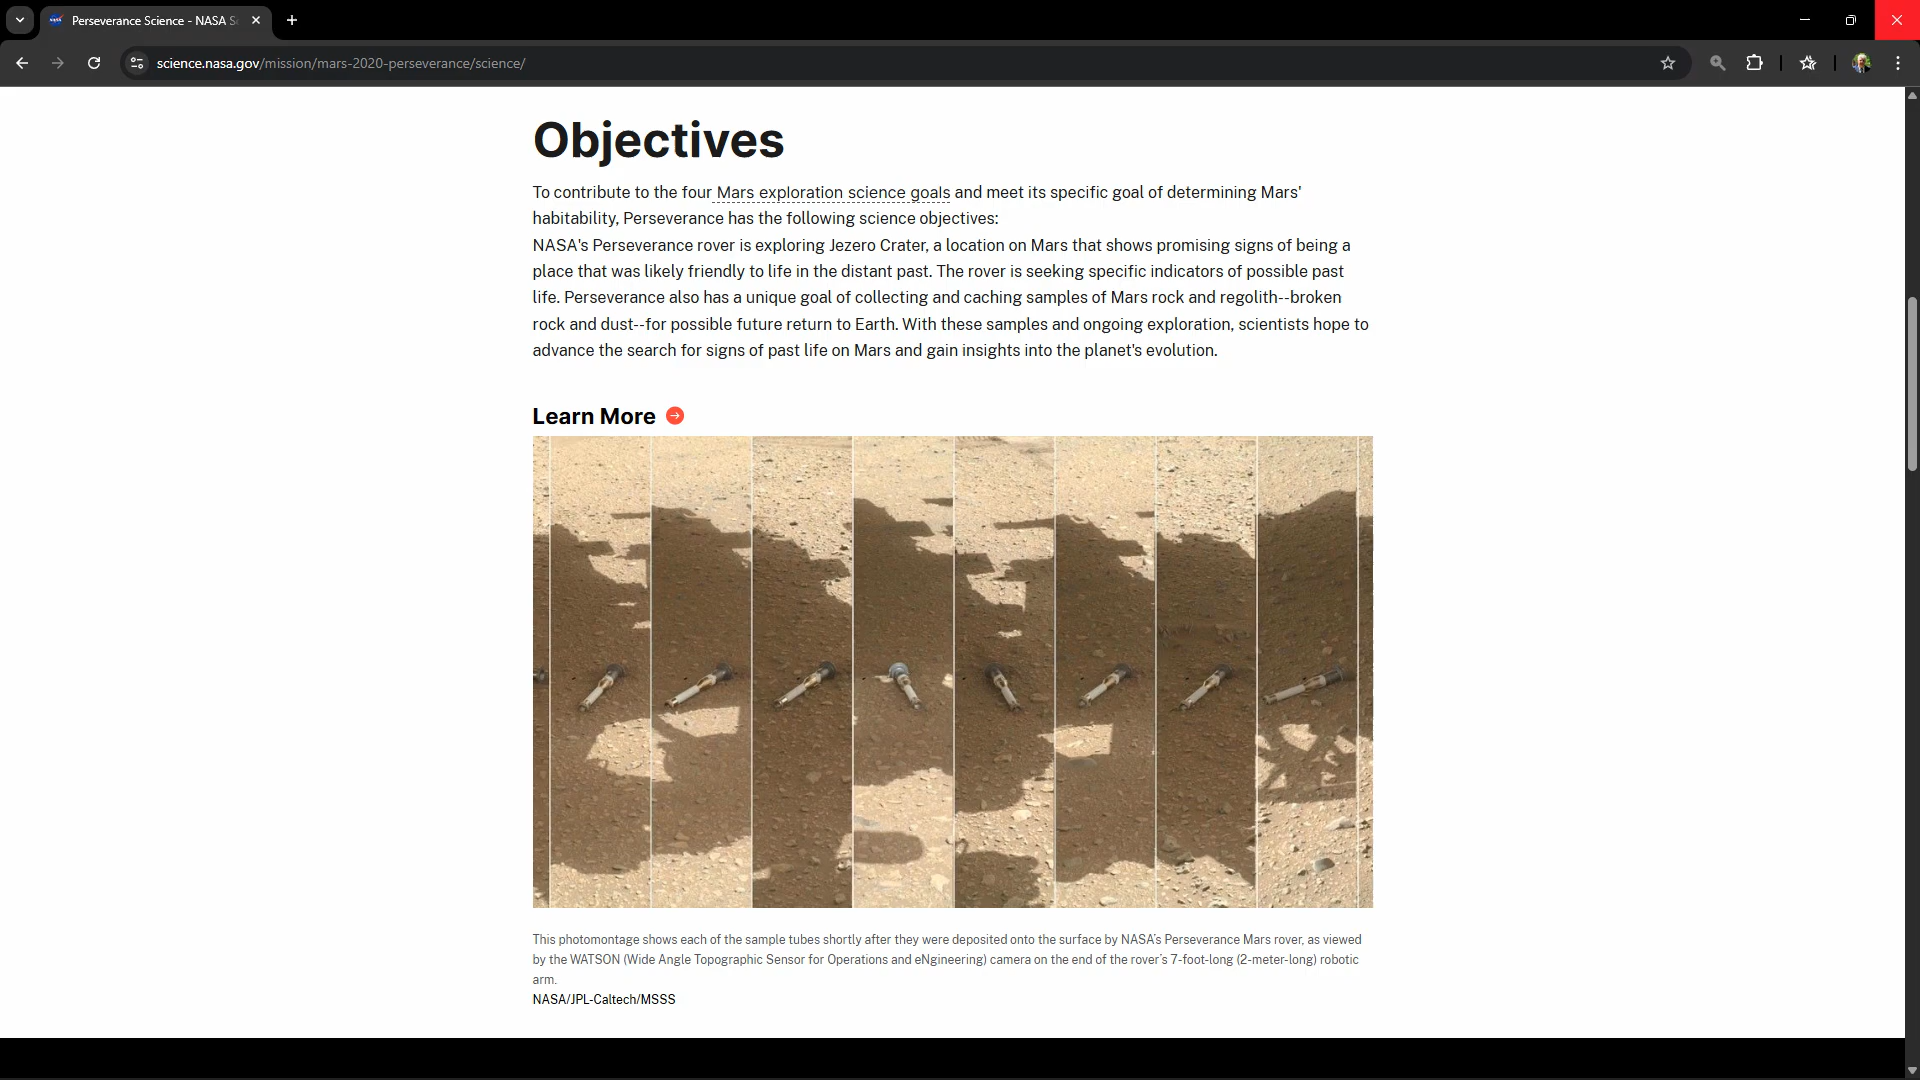 Perseverance Science - NASA S
science.nasa.gov/mission/mars-2020-perseverance/science/
Objectives
To contribute to the four Mars exploration science goals and meet its specific goal of determining Mars'
habitability, Perseverance has the following science objectives:
NASA's Perseverance rover is exploring Jezero Crater, a location on Mars that shows promising signs of being a
place that was likely friendly to life in the distant past. The rover is seeking specific indicators of possible past
life. Perseverance also has a unique goal of collecting and caching samples of Mars rock and regolith--broken
rock and dust--for possible future return to Earth. With these samples and ongoing exploration, scientists hope to
advance the search for signs of past life on Mars and gain insights into the planet's evolution.
Learn More
This photomontage shows each of the sample tubes shortly after they were deposited onto the surface by NASA’s Perseverance Mars rover, as viewed
by the WATSON (Wide Angle Topographic Sensor for Operations and eNgineering) camera on the end of the rover’s 7-foot-long (2-meter-long) robotic
arm.
NASA/JPL-Caltech/MSSS